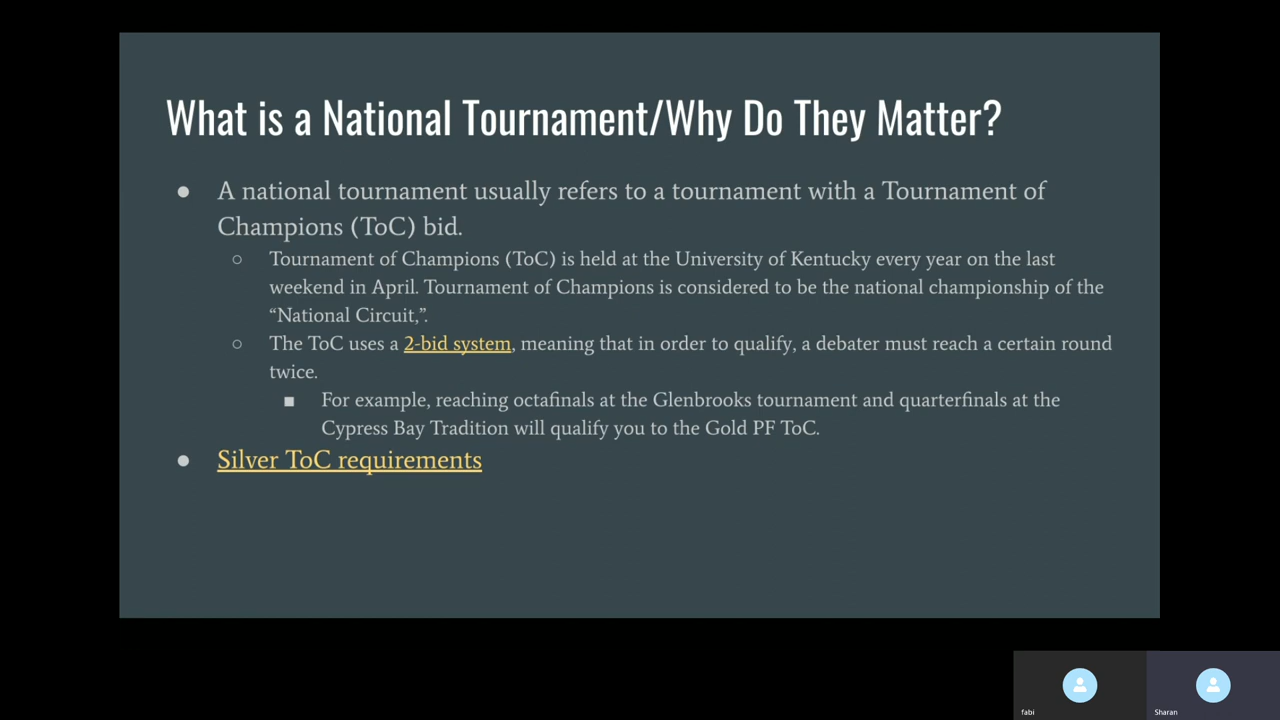 What is a National Tournament/Why Do They Matter?
● A national tournament usually refers to a tournament with a Tournament of
Champions (ToC) bid.
○ Tournament of Champions (ToC) is held at the University of Kentucky every year on the last
weekend in April. Tournament of Champions is considered to be the national championship of the
“National Circuit,”.
○ The ToC uses a 2-bid system, meaning that in order to qualify, a debater must reach a certain round
twice.
■ For example, reaching octafinals at the Glenbrooks tournament and quarterfinals at the
Cypress Bay Tradition will qualify you to the Gold PF ToC.
● Silver ToC requirements
fabi
Sharan